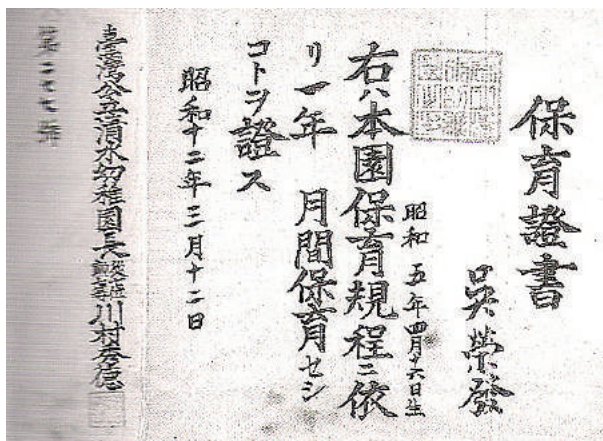 保育證書
吳榮發
昭和 五年四月十六日生
右ハ本園保育規程ニ依
リ一年 月間保育セシ
コトヲ證ス
昭和十二年三月十二日
臺灣公立清水幼稚園長 川村秀德